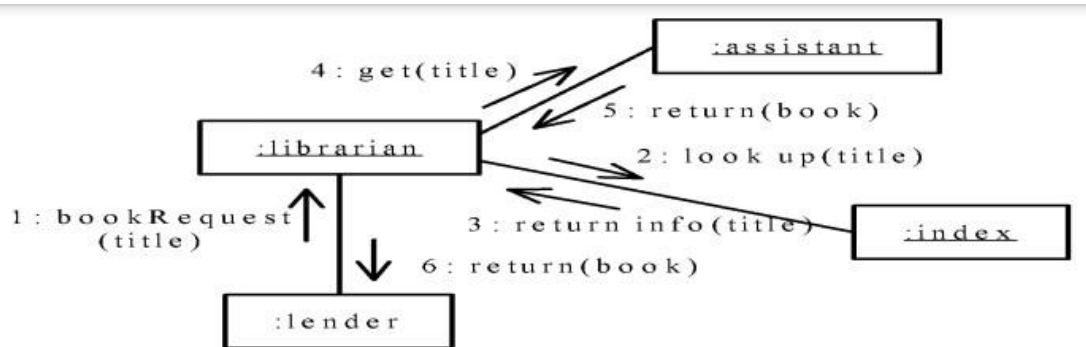 :assistant
4: get(title)
5: return(book)
:librarian
2: look up(title)
1: bookRequest
(title)
3: return info(title)
:index
6: return(book)
:lender